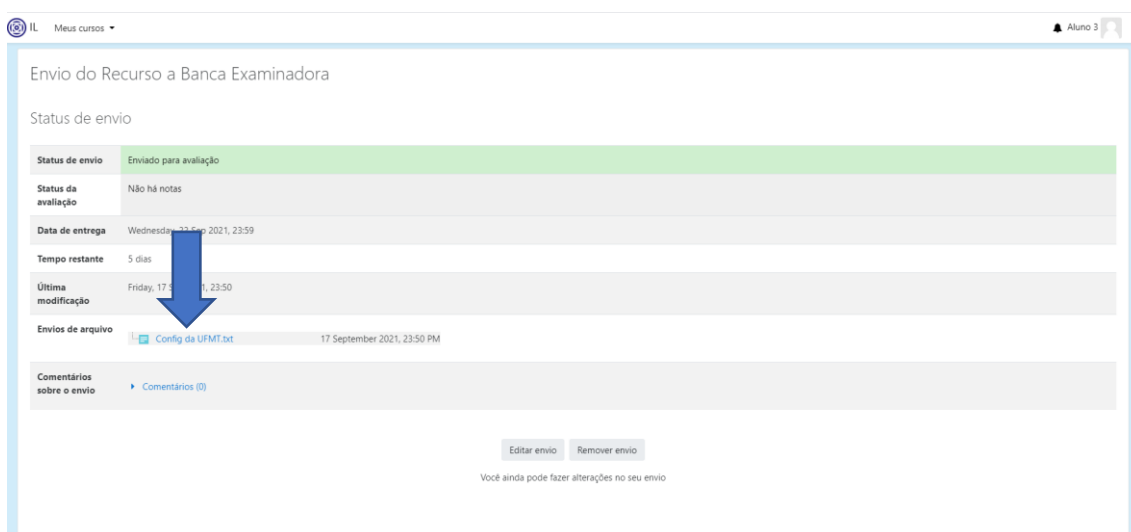 IL Meus cursos
Aluno 3
Envio do Recurso a Banca Examinadora
Status de envio
Status de envio Enviado para avaliação
Status da avaliação Não há notas
Data de entrega Wednesday, 22 Sep 2021, 23:59
Tempo restante 5 dias
Última modificação Friday, 17 1, 23:50
Envios de arquivo Config da UFMT.txt 17 September 2021, 23:50 PM
Comentários sobre o envio Comentários (0)
Editar envio Remover envio
Você ainda pode fazer alterações no seu envio